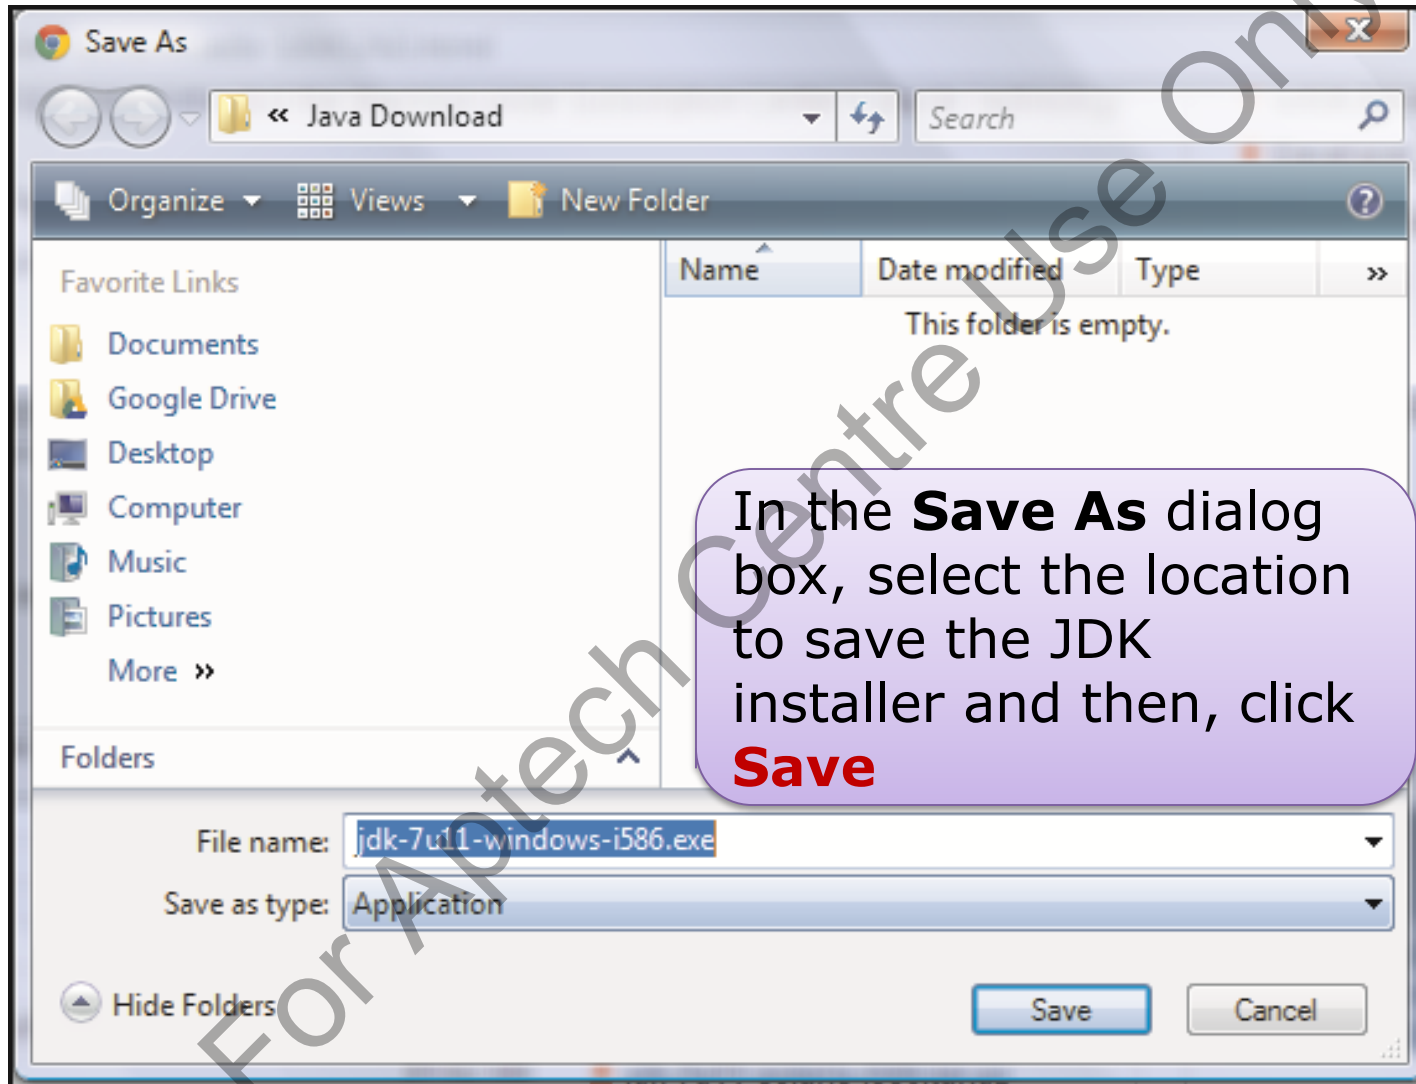 Save As
« Java Download
Search
Organize Views New Folder
Favorite Links
Documents
Google Drive
Desktop
Computer
Music
Pictures
More »
Folders
Name Date modified Type »
This folder is empty.
In the Save As dialog
box, select the location
to save the JDK
installer and then, click
Save
File name: jdk-7u11-windows-i586.exe
Save as type: Application
Hide Folders
Save Cancel
For Aptech Centre Use Only